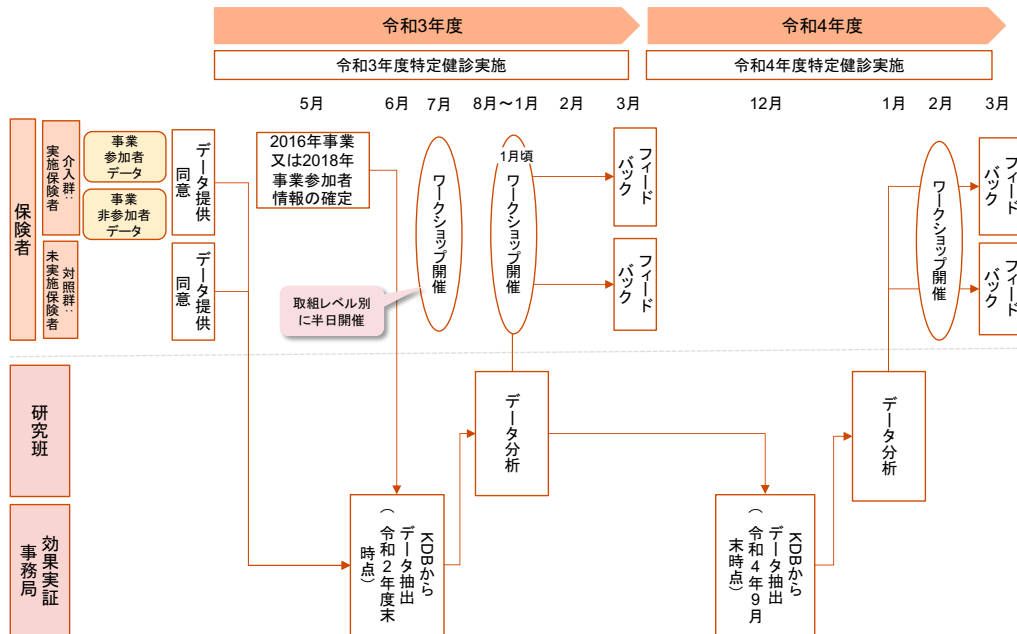 令和3年度
令和4年度
令和3年度特定健診実施
令和4年度特定健診実施
5月
6月
7月
8月～1月
2月
3月
12月
1月
2月
3月
保険者
介入群：
実施保険者
事業
参加者
データ
事業
非参加者
データ
データ提供
同意
2016年事業
又は2018年
事業参加者
情報の確定
ワークショップ開催
1月頃
ワークショップ開催
フィード
バック
ワークショップ開催
フィード
バック
対照群：
未実施保険者
データ提供
同意
取組レベル別
に半日開催
フィード
バック
フィード
バック
研究班
データ分析
データ分析
効果実証
事務局
KDBから
データ抽出
（令和2年度末
時点）
KDBから
データ抽出
（令和4年9月
末時点）